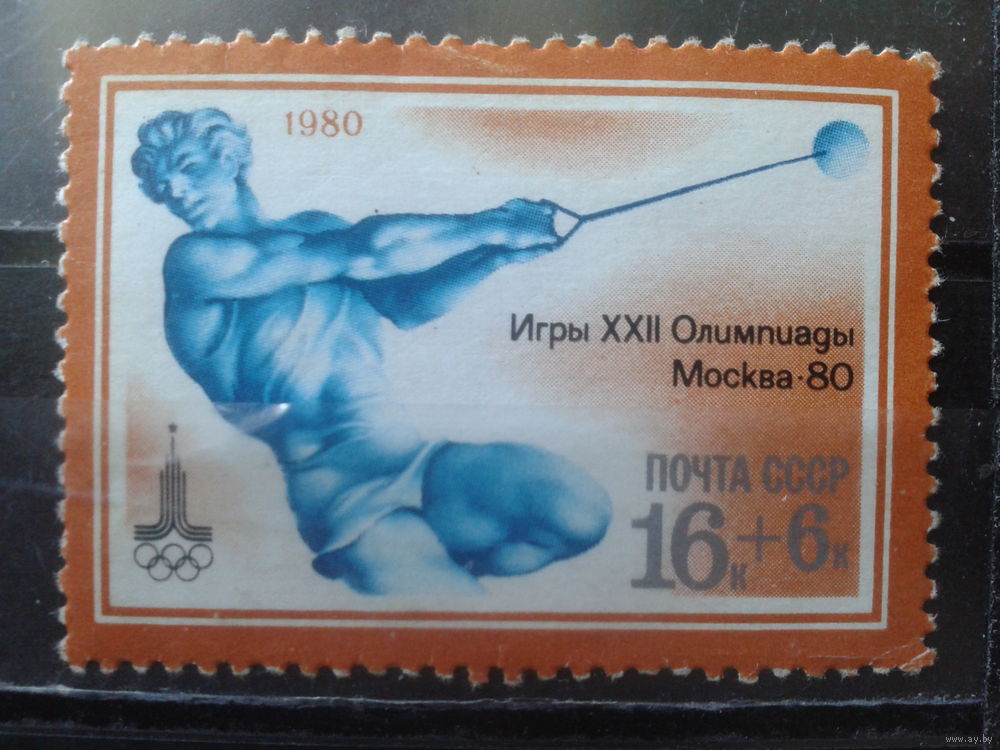 1980
Игры XXII Олимпиады
Москва·80
ПОЧТА СССР
16к+6к
www.ay.by